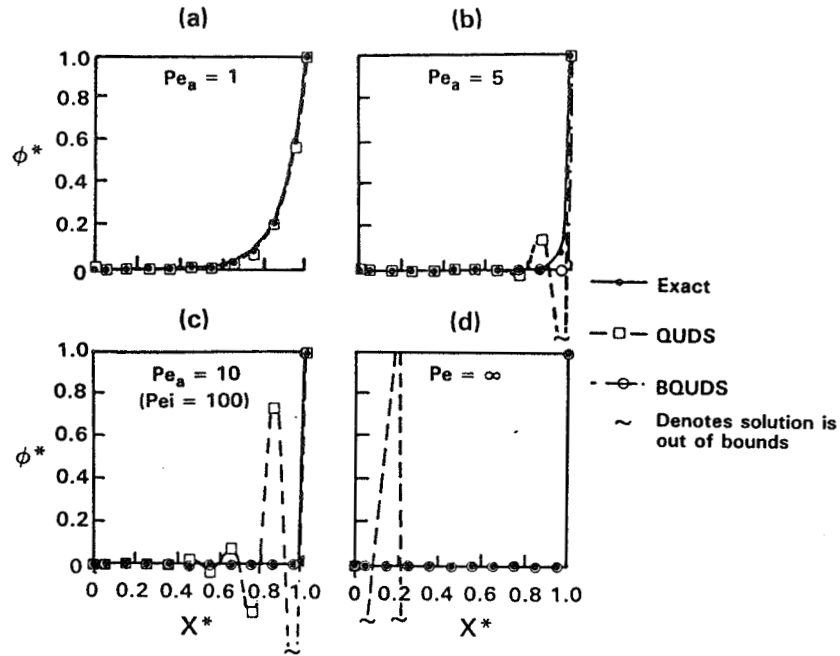 (a)
(b)
1.0
0.8
0.6
0.4
0.2
0
φ*
Pe_a = 1
Pe_a = 5
Exact
QUDS
BQUDS
~ Denotes solution is
out of bounds
(c)
(d)
1.0
0.8
0.6
0.4
0.2
0
φ*
Pe_a = 10
(Pei = 100)
Pe = ∞
~
~
~
~
0 0.2 0.4 0.6 0.8 1.0
0 0.2 0.4 0.6 0.8 1.0
X*
X*